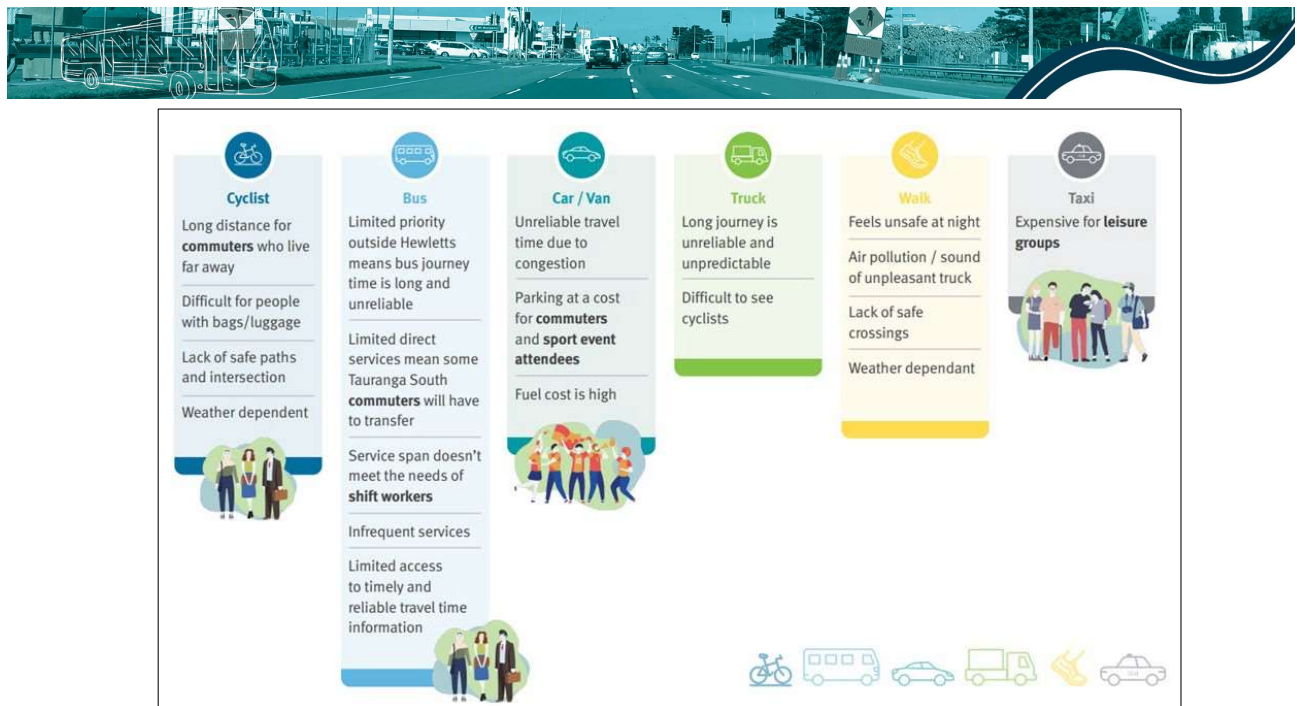 Cyclist
Long distance for
commuters who live
far away
Difficult for people
with bags/luggage
Lack of safe paths
and intersection
Weather dependent
Bus
Limited priority
outside Hewletts
means bus journey
time is long and
unreliable
Limited direct
services mean some
Tauranga South
commuters will have
to transfer
Service span doesn't
meet the needs of
shift workers
Infrequent services
Limited access
to timely and
reliable travel time
information
Car / Van
Unreliable travel
time due to
congestion
Parking at a cost
for commuters
and sport event
attendees
Fuel cost is high
Truck
Long journey is
unreliable and
unpredictable
Difficult to see
cyclists
Walk
Feels unsafe at night
Air pollution / sound
of unpleasant truck
Lack of safe
crossings
Weather dependant
Taxi
Expensive for leisure
groups